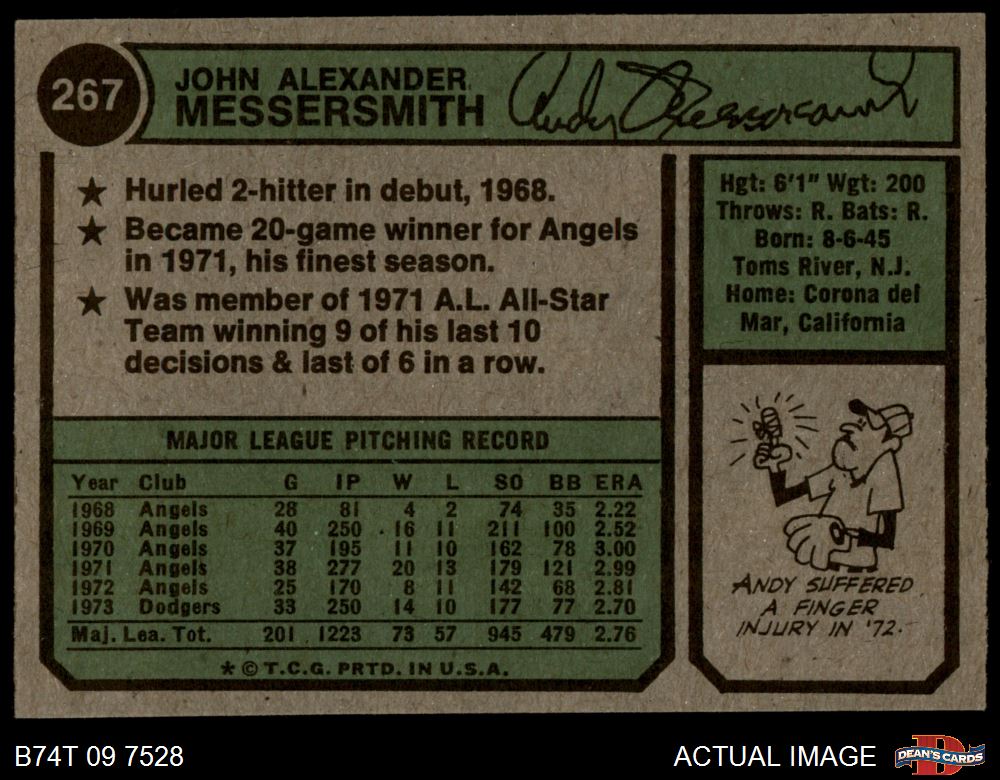 267
JOHN ALEXANDER
MESSERSMITH
Andy Messersmith
★ Hurled 2-hitter in debut, 1968.
★ Became 20-game winner for Angels
in 1971, his finest season.
★ Was member of 1971 A.L. All-Star
Team winning 9 of his last 10
decisions & last of 6 in a row.
Hgt: 6'1" Wgt: 200
Throws: R. Bats: R.
Born: 8-6-45
Toms River, N.J.
Home: Corona del
Mar, California
MAJOR LEAGUE PITCHING RECORD
Year Club G IP W L SO BB ERA
1968 Angels 28 81 4 2 74 35 2.22
1969 Angels 40 250 16 11 211 100 2.52
1970 Angels 37 195 11 10 162 78 3.00
1971 Angels 38 277 20 13 179 121 2.99
1972 Angels 25 170 8 11 142 68 2.81
1973 Dodgers 33 250 14 10 177 77 2.70
Maj. Lea. Tot. 201 1223 73 57 945 479 2.76
★ © T.C.G. PRTD. IN U.S.A.
ANDY SUFFERED
A FINGER
INJURY IN '72.
B74T 09 7528
ACTUAL IMAGE
D
DEAN'S CARDS